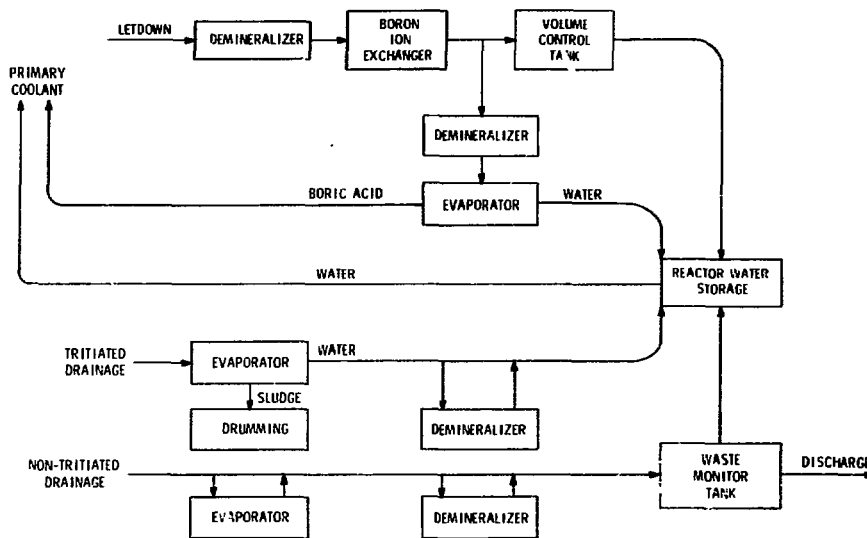 LETDOWN
DEMINERALIZER
BORON
ION
EXCHANGER
VOLUME
CONTROL
TANK
PRIMARY
COOLANT
DEMINERALIZER
BORIC ACID
EVAPORATOR
WATER
WATER
REACTOR WATER
STORAGE
TRITIATED
DRAINAGE
EVAPORATOR
WATER
SLUDGE
DRUMMING
DEMINERALIZER
NON-TRITIATED
DRAINAGE
EVAPORATOR
DEMINERALIZER
WASTE
MONITOR
TANK
DISCHARGE